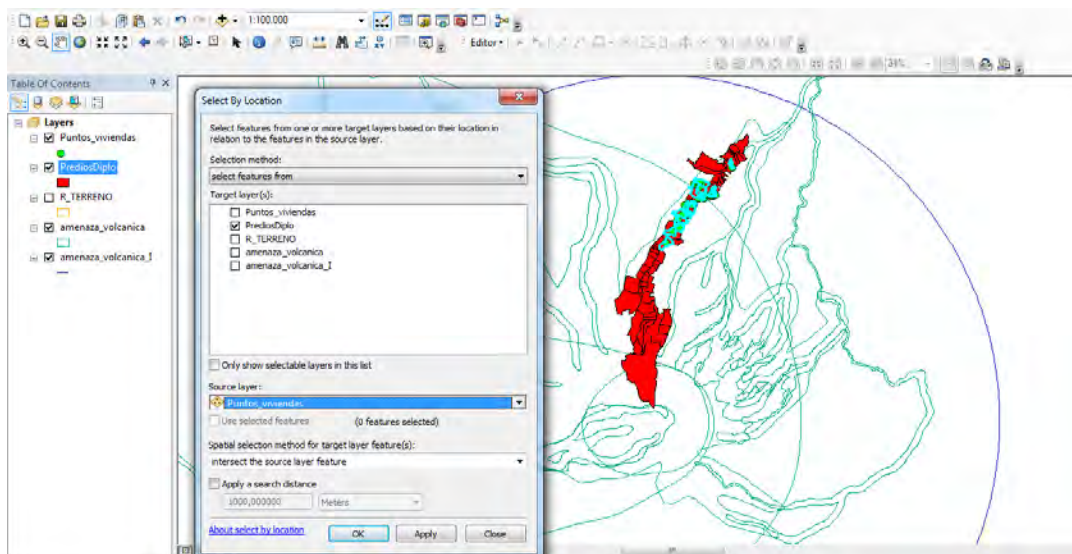 1:100.000
Editor
Table Of Contents
Layers
Puntos_viviendas
PrediosDiplo
R_TERRENO
amenaza_volcanica
amenaza_volcanica_I
Select By Location
Select features from one or more target layers based on their location in
relation to the features in the source layer.
Selection method:
select features from
Target layer(s):
Puntos_viviendas
PrediosDiplo
R_TERRENO
amenaza_volcanica
amenaza_volcanica_I
Only show selectable layers in this list
Source layer:
Puntos_viviendas
Use selected features (0 features selected)
Spatial selection method for target layer feature(s):
intersect the source layer feature
Apply a search distance
1000,000000 Meters
About select by location OK Apply Close